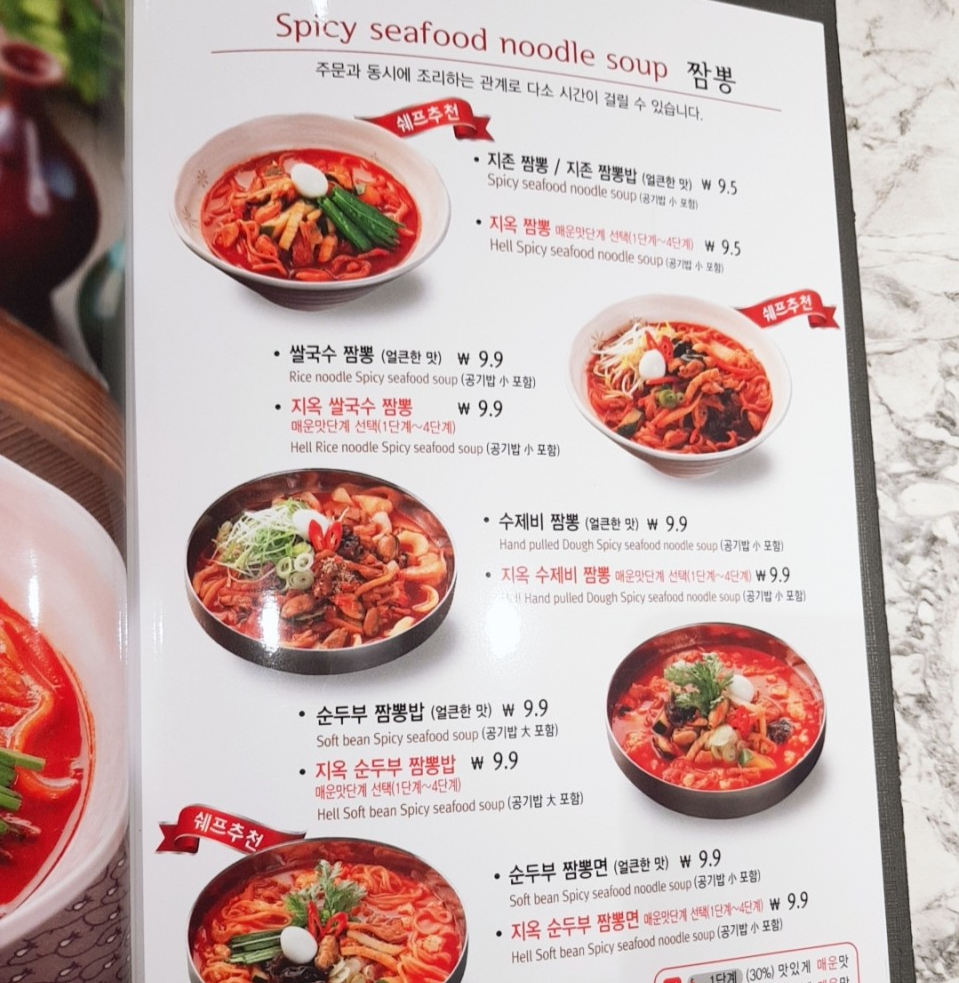 Spicy seafood noodle soup 짬뽕
주문과 동시에 조리하는 관계로 다소 시간이 걸릴 수 있습니다.
쉐프추천
• 지존 짬뽕 / 지존 짬뽕밥 (얼큰한 맛) ₩ 9.5
Spicy seafood noodle soup (공기밥 小 포함)
• 지옥 짬뽕 매운맛단계 선택(1단계~4단계) ₩ 9.5
Hell Spicy seafood noodle soup (공기밥 小 포함)
쉐프추천
• 쌀국수 짬뽕 (얼큰한 맛) ₩ 9.9
Rice noodle Spicy seafood soup (공기밥 小 포함)
• 지옥 쌀국수 짬뽕 ₩ 9.9
매운맛단계 선택(1단계~4단계)
Hell Rice noodle Spicy seafood soup (공기밥 小 포함)
• 수제비 짬뽕 (얼큰한 맛) ₩ 9.9
Hand pulled Dough Spicy seafood noodle soup (공기밥 小 포함)
• 지옥 수제비 짬뽕 매운맛단계 선택(1단계~4단계) ₩ 9.9
Hell Hand pulled Dough Spicy seafood noodle soup (공기밥 小 포함)
• 순두부 짬뽕밥 (얼큰한 맛) ₩ 9.9
Soft bean Spicy seafood soup (공기밥 大 포함)
• 지옥 순두부 짬뽕밥 ₩ 9.9
매운맛단계 선택(1단계~4단계)
Hell Soft bean Spicy seafood soup (공기밥 大 포함)
쉐프추천
• 순두부 짬뽕면 (얼큰한 맛) ₩ 9.9
Soft bean Spicy seafood noodle soup (공기밥 小 포함)
• 지옥 순두부 짬뽕면 매운맛단계 선택(1단계~4단계) ₩ 9.9
Hell Soft bean Spicy seafood noodle soup (공기밥 小 포함)
1단계 (30%) 맛있게 매운맛